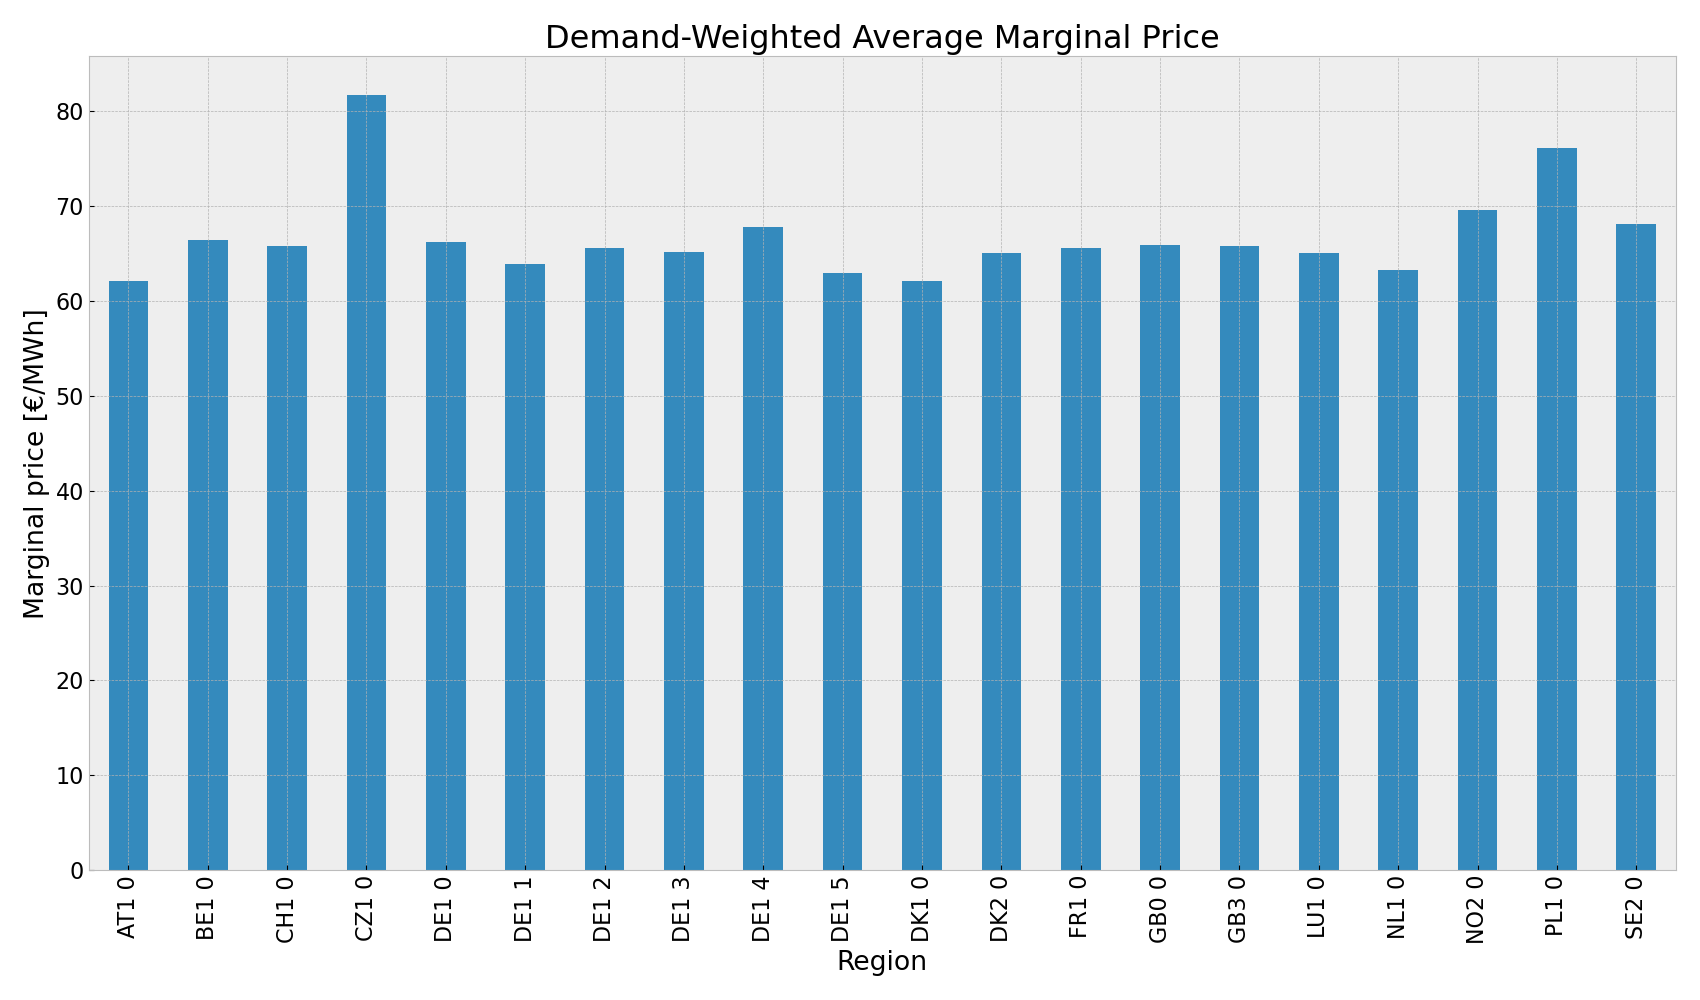 Demand-Weighted Average Marginal Price
Marginal price [€/MWh]
80
70
60
50
40
30
20
10
0
AT1 0
BE1 0
CH1 0
CZ1 0
DE1 0
DE1 1
DE1 2
DE1 3
DE1 4
DE1 5
DK1 0
DK2 0
FR1 0
GB0 0
GB3 0
LU1 0
NL1 0
NO2 0
PL1 0
SE2 0
Region